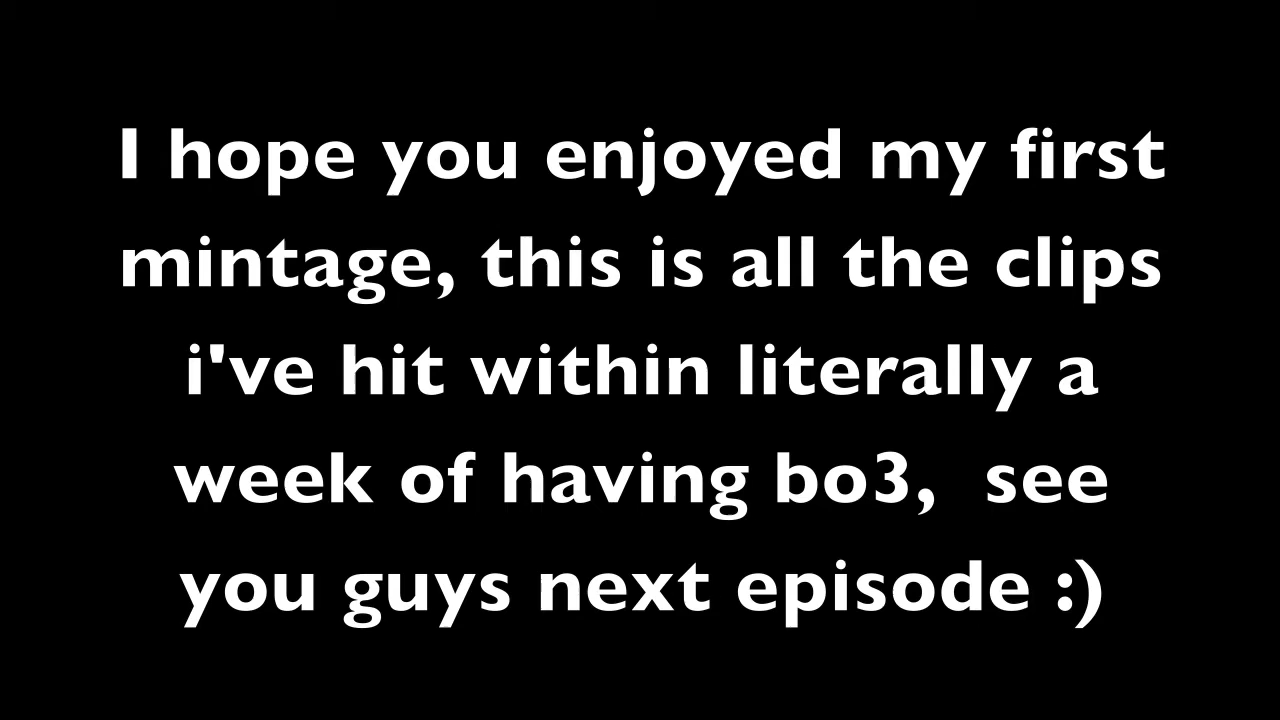 I hope you enjoyed my first
mintage, this is all the clips
i've hit within literally a
week of having bo3,  see
you guys next episode :)